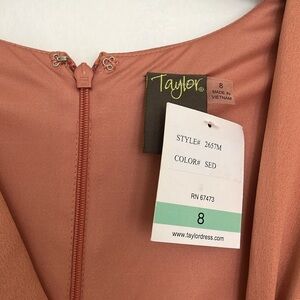 Taylor®
8
MADE IN
VIETNAM
STYLE# 2657M
COLOR# SED
RN 67473
8
www.taylordress.com